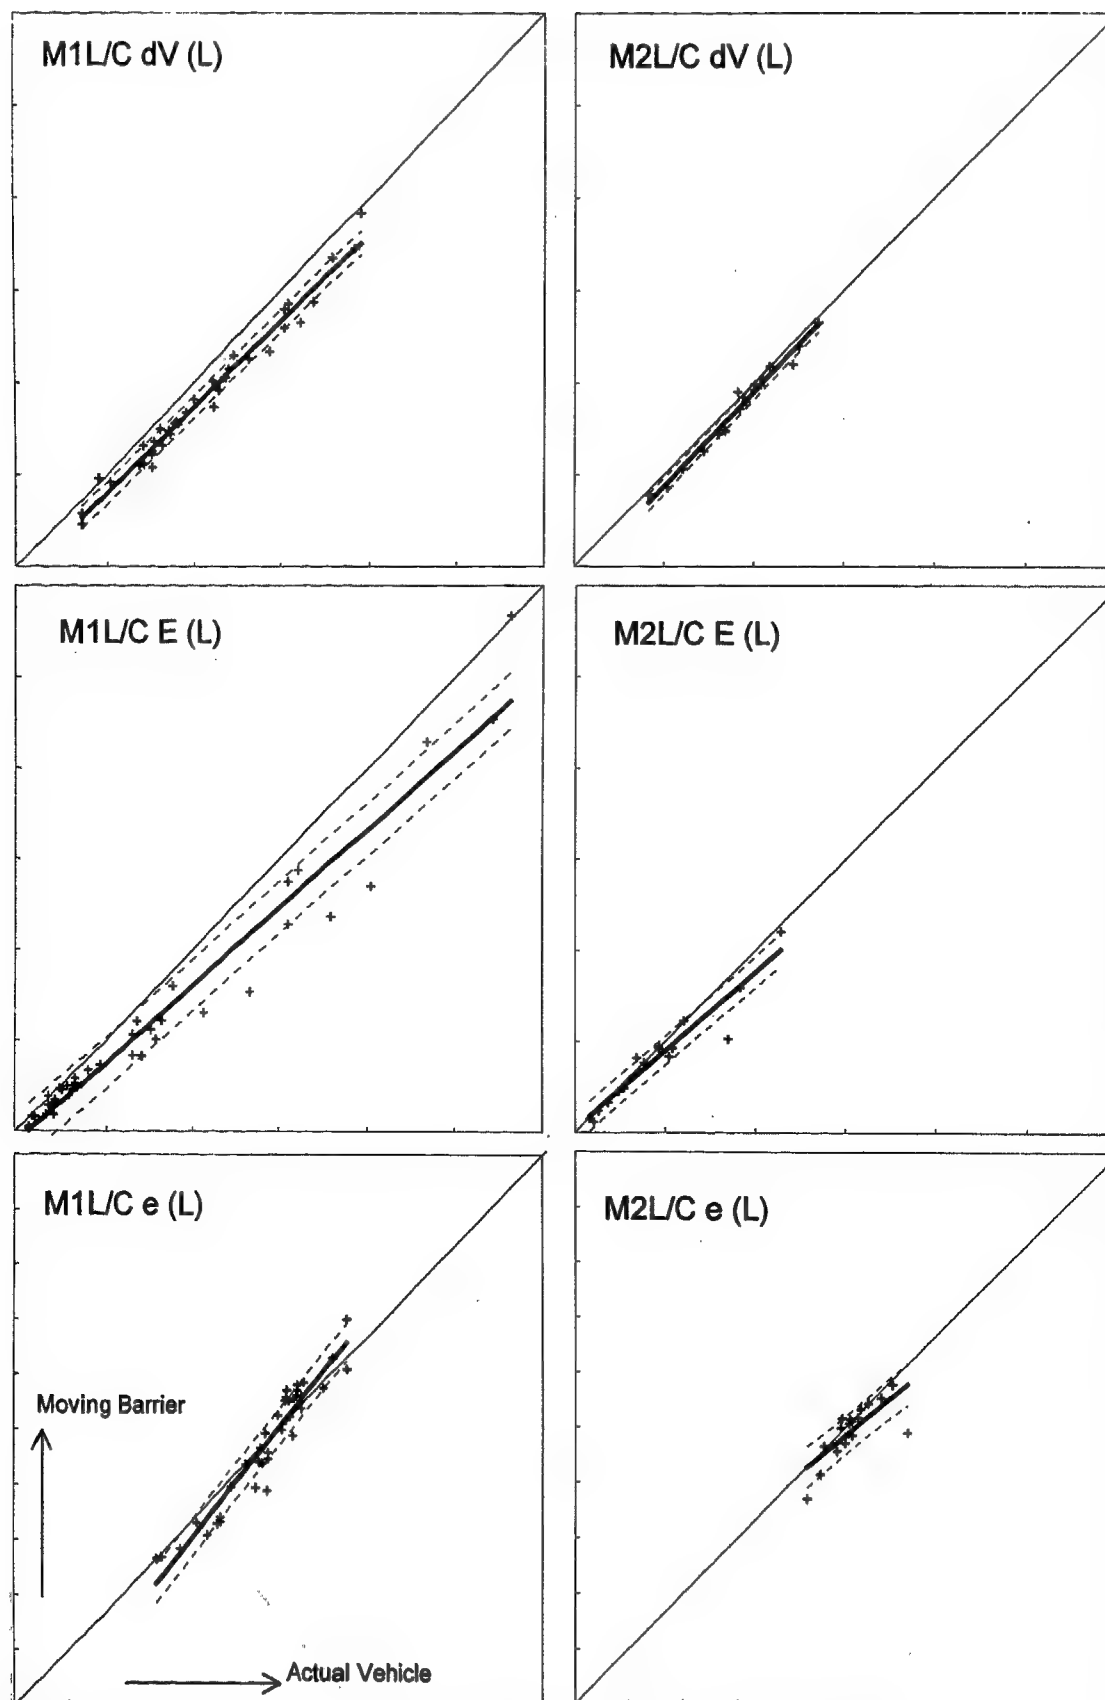 M1L/C dV (L)
M2L/C dV (L)
M1L/C E (L)
M2L/C E (L)
M1L/C e (L)
M2L/C e (L)
Moving Barrier
Actual Vehicle